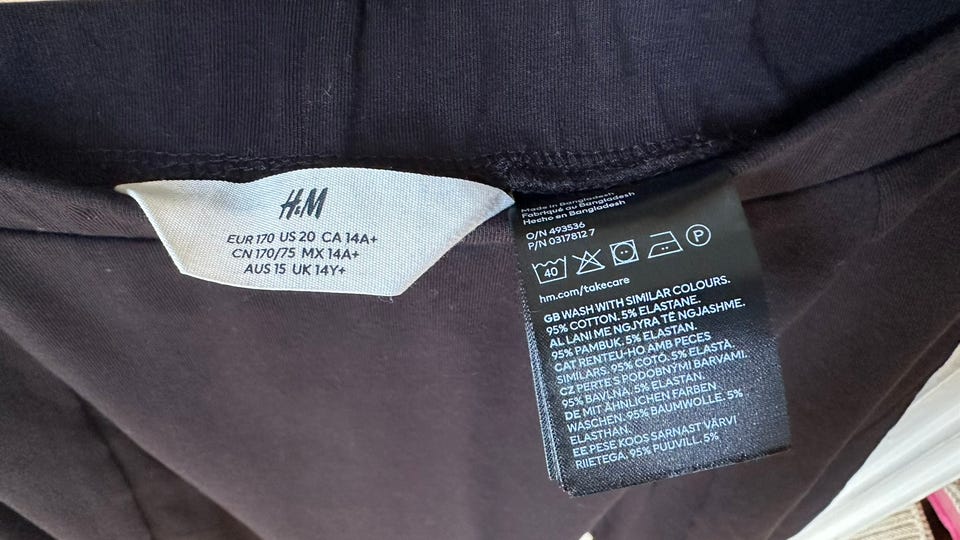 H&M
EUR 170 US 20 CA 14A+
CN 170/75 MX 14A+
AUS 15 UK 14Y+
Made in Bangladesh
Fabriqué au Bangladesh
Hecho en Bangladesh
O/N 493536
P/N 0317812 7
40
P
hm.com/takecare
GB WASH WITH SIMILAR COLOURS.
95% COTTON. 5% ELASTANE.
AL LANI ME NGJYRA TË NGJASHME.
95% PAMBUK. 5% ELASTAN.
CAT RENTEU-HO AMB PECES
SIMILARS. 95% COTÓ. 5% ELASTÀ.
CZ PERTE S PODOBNÝMI BARVAMI.
95% BAVLNA. 5% ELASTAN.
DE MIT ÄHNLICHEN FARBEN
WASCHEN. 95% BAUMWOLLE. 5%
ELASTHAN.
EE PESE KOOS SARNAST VÄRVI
RIIETEGA. 95% PUUVILL. 5%